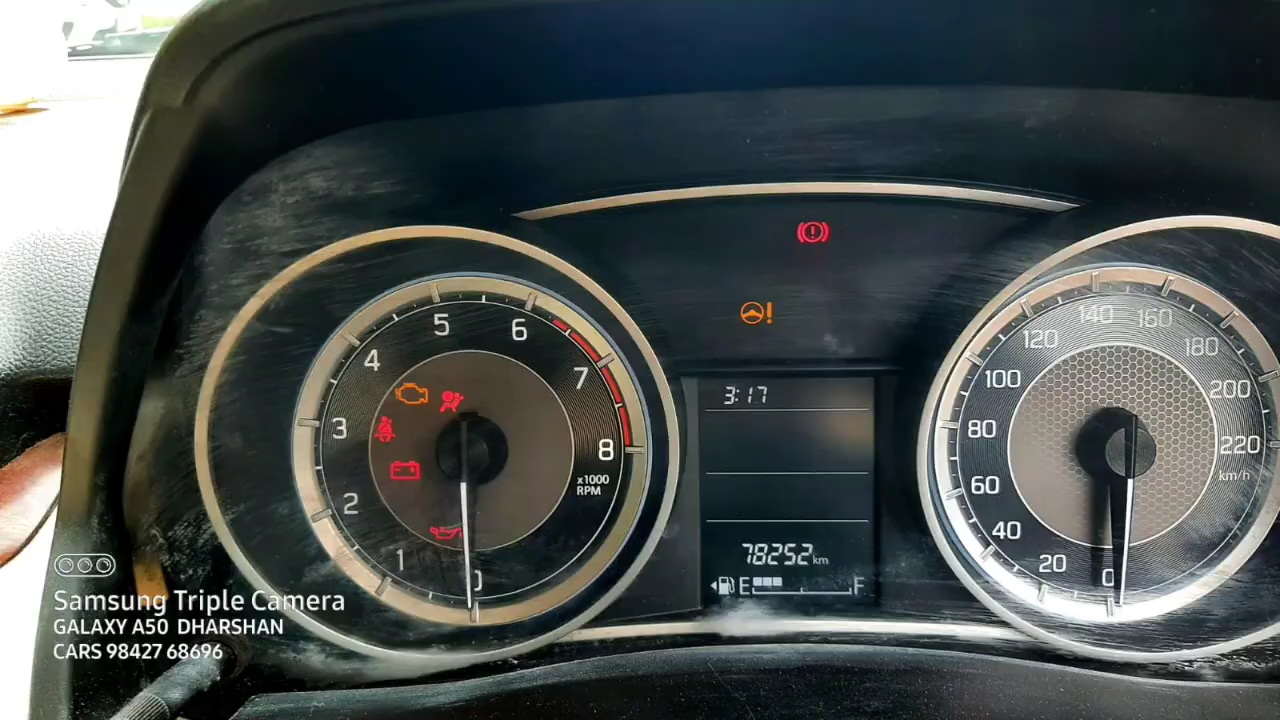 5 6
4 7
3 8
2
1 0
x1000
RPM
3:17
78252km
E F
140 160
120 180
100 200
80 220
60 km/h
40
20
0
Samsung Triple Camera
GALAXY A50 DHARSHAN
CARS 98427 68696